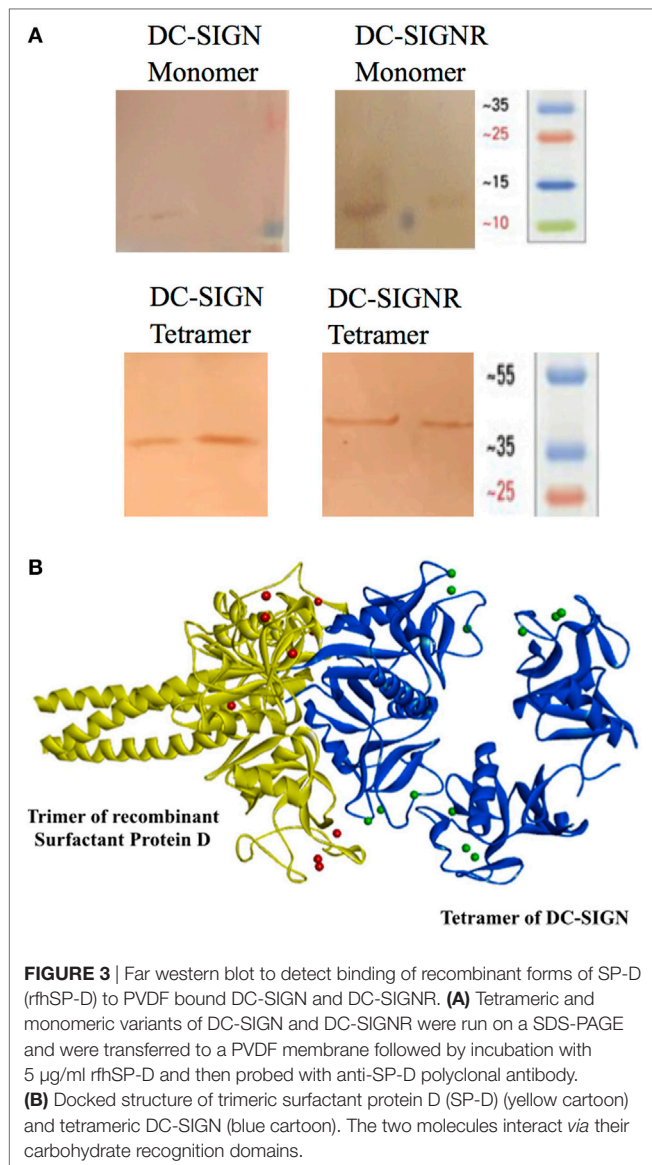 A
DC-SIGN
Monomer
DC-SIGNR
Monomer
~35
~25
~15
~10
DC-SIGN
Tetramer
DC-SIGNR
Tetramer
~55
~35
~25
B
Trimer of recombinant
Surfactant Protein D
Tetramer of DC-SIGN
FIGURE 3 | Far western blot to detect binding of recombinant forms of SP-D
(rfhSP-D) to PVDF bound DC-SIGN and DC-SIGNR. (A) Tetrameric and
monomeric variants of DC-SIGN and DC-SIGNR were run on a SDS-PAGE
and were transferred to a PVDF membrane followed by incubation with
5 µg/ml rfhSP-D and then probed with anti-SP-D polyclonal antibody.
(B) Docked structure of trimeric surfactant protein D (SP-D) (yellow cartoon)
and tetrameric DC-SIGN (blue cartoon). The two molecules interact via their
carbohydrate recognition domains.